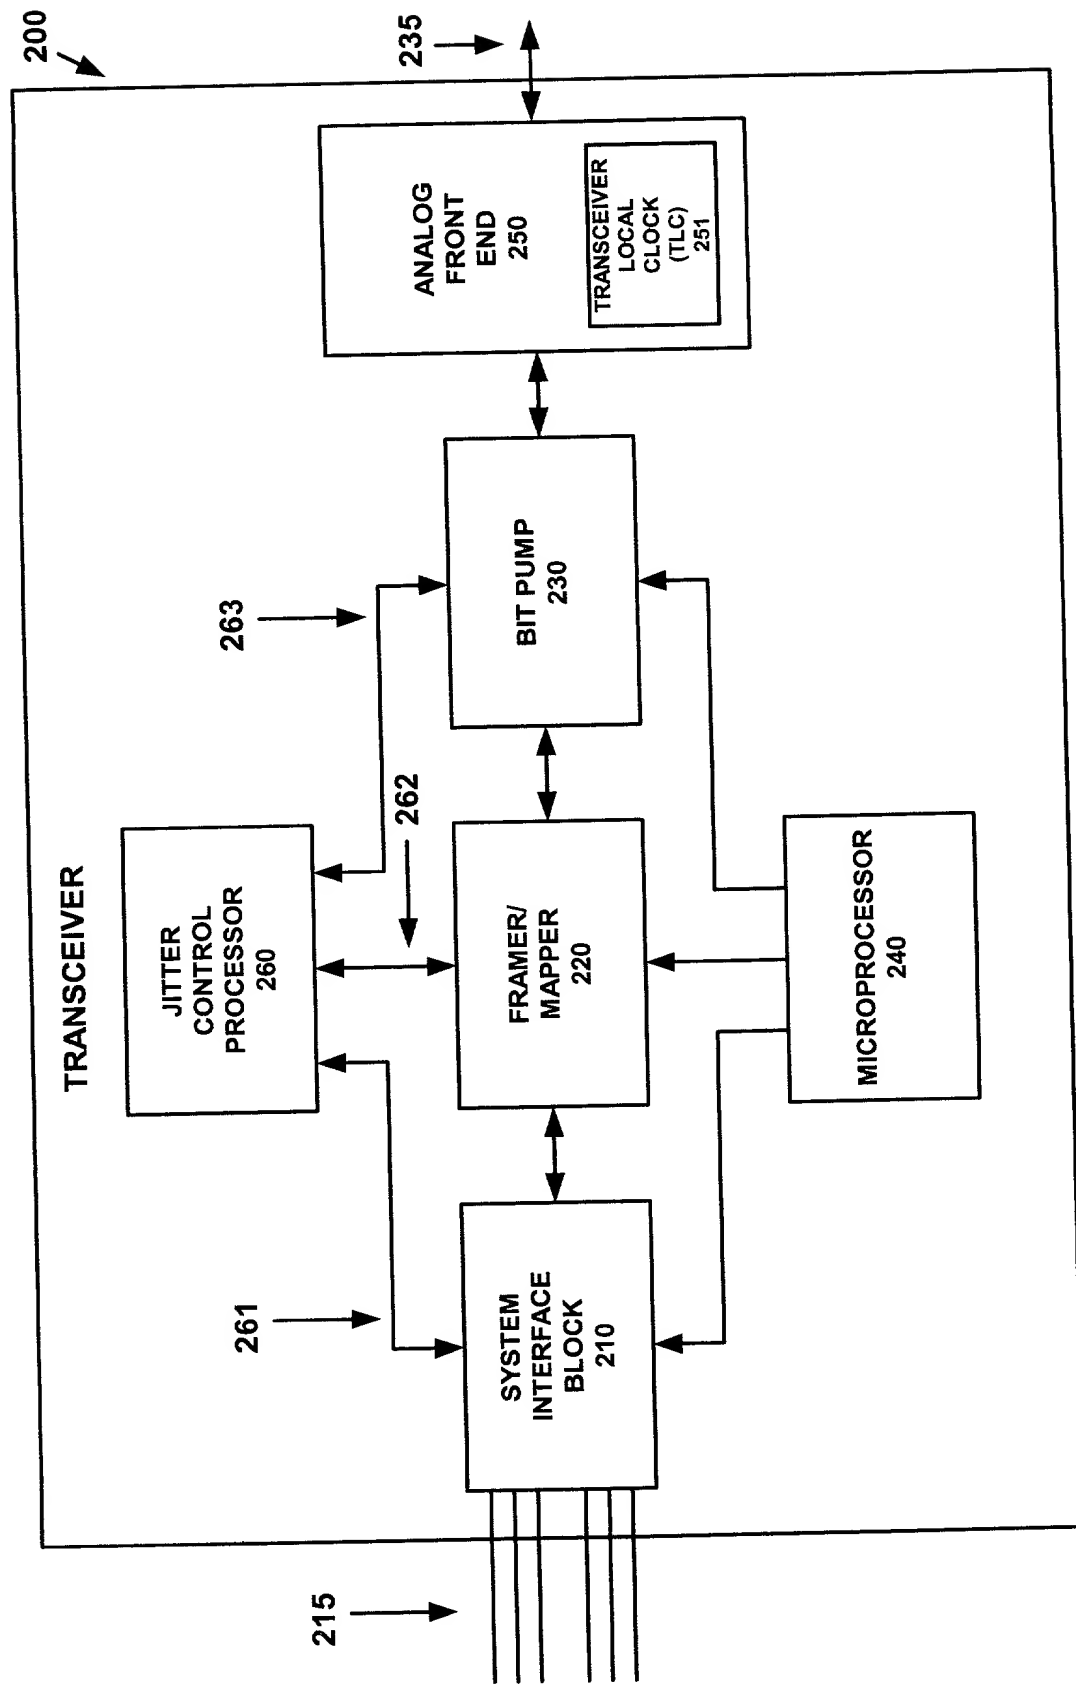 200
TRANSCEIVER
JITTER
CONTROL
PROCESSOR
260
263
262
261
235
215
SYSTEM
INTERFACE
BLOCK
210
FRAMER/
MAPPER
220
BIT PUMP
230
ANALOG
FRONT
END
250
TRANSCEIVER
LOCAL
CLOCK
(TLC)
251
MICROPROCESSOR
240